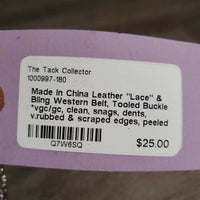 The Tack Collector
1000997-180
Made in China Leather "Lace" &
Bling Western Belt, Tooled Buckle
*vgc/gc, clean, snags, dents,
v.rubbed & scraped edges, peeled
Q7W6SQ
$25.00